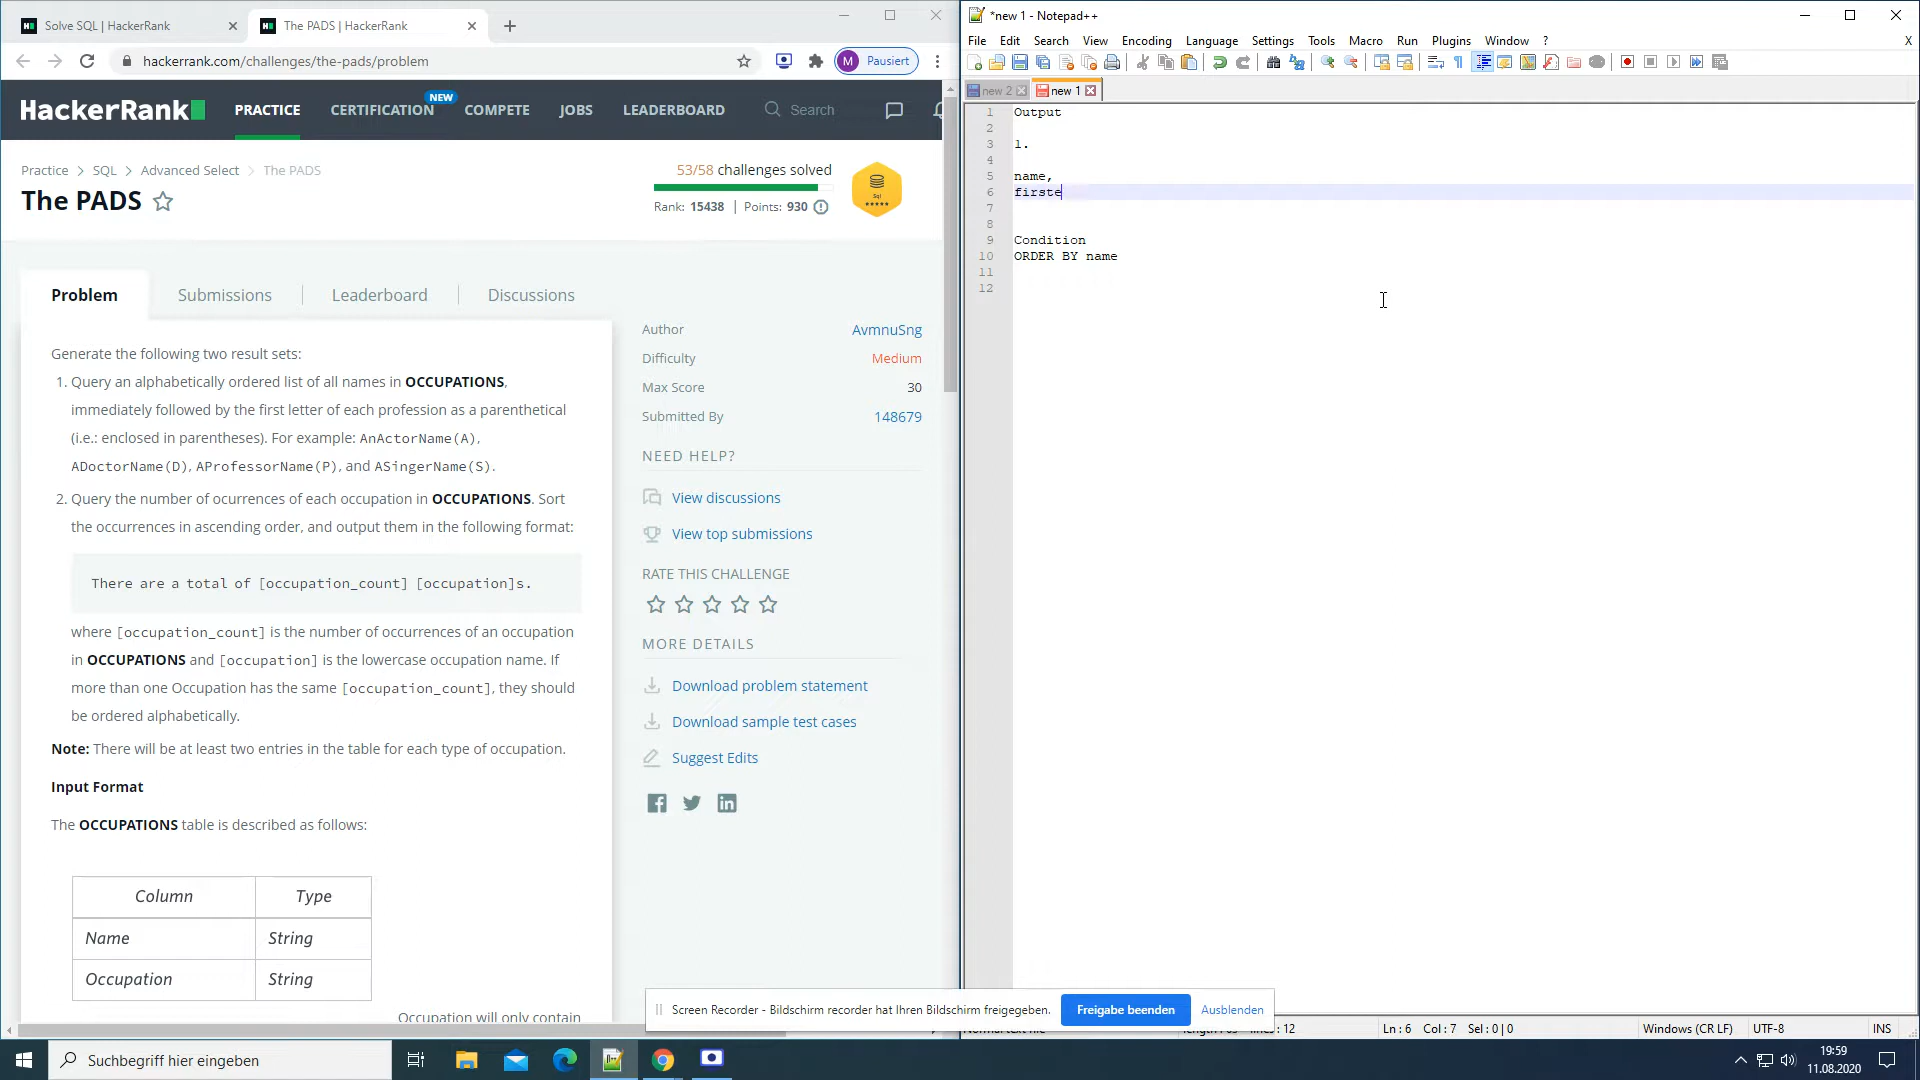 Solve SQL | HackerRank
The PADS | HackerRank
hackerrank.com/challenges/the-pads/problem
M Pausiert
HackerRank
PRACTICE
CERTIFICATION
NEW
COMPETE
JOBS
LEADERBOARD
Search
Practice > SQL > Advanced Select > The PADS
The PADS
53/58 challenges solved
Rank: 15438 | Points: 930
Sql
Problem
Submissions
Leaderboard
Discussions
Generate the following two result sets:
1. Query an alphabetically ordered list of all names in OCCUPATIONS,
immediately followed by the first letter of each profession as a parenthetical
(i.e.: enclosed in parentheses). For example: AnActorName(A),
ADoctorName(D), AProfessorName(P), and ASingerName(S).
2. Query the number of ocurrences of each occupation in OCCUPATIONS. Sort
the occurrences in ascending order, and output them in the following format:
There are a total of [occupation_count] [occupation]s.
where [occupation_count] is the number of occurrences of an occupation
in OCCUPATIONS and [occupation] is the lowercase occupation name. If
more than one Occupation has the same [occupation_count], they should
be ordered alphabetically.
Note: There will be at least two entries in the table for each type of occupation.
Input Format
The OCCUPATIONS table is described as follows:
Column Type
Name String
Occupation String
Occupation will only contain
Author AvmnuSng
Difficulty Medium
Max Score 30
Submitted By 148679
NEED HELP?
View discussions
View top submissions
RATE THIS CHALLENGE
MORE DETAILS
Download problem statement
Download sample test cases
Suggest Edits
*new 1 - Notepad++
File Edit Search View Encoding Language Settings Tools Macro Run Plugins Window ? X
new 2
new 1
1 Output
2
3 1.
4
5 name,
6 firste
7
8
9 Condition
10 ORDER BY name
11
12
Screen Recorder - Bildschirm recorder hat Ihren Bildschirm freigegeben.
Freigabe beenden
Ausblenden
lines : 12
Ln : 6 Col : 7 Sel : 0 | 0
Windows (CR LF)
UTF-8
INS
Suchbegriff hier eingeben
19:59
11.08.2020